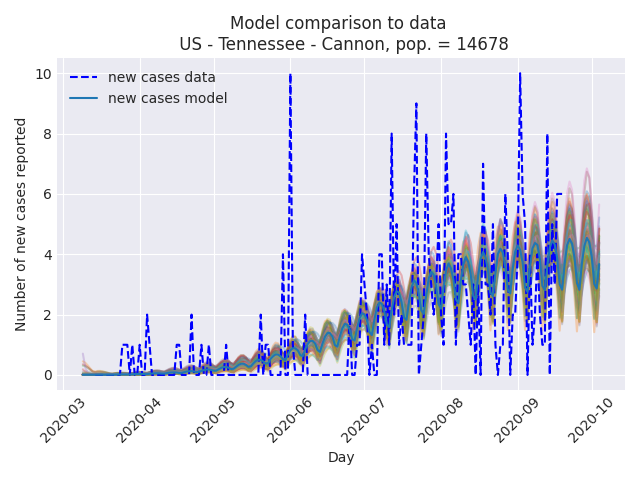 Model comparison to data
US - Tennessee - Cannon, pop. = 14678
new cases data
new cases model
Number of new cases reported
10
8
6
4
2
0
2020-03
2020-04
2020-05
2020-06
2020-07
2020-08
2020-09
2020-10
Day